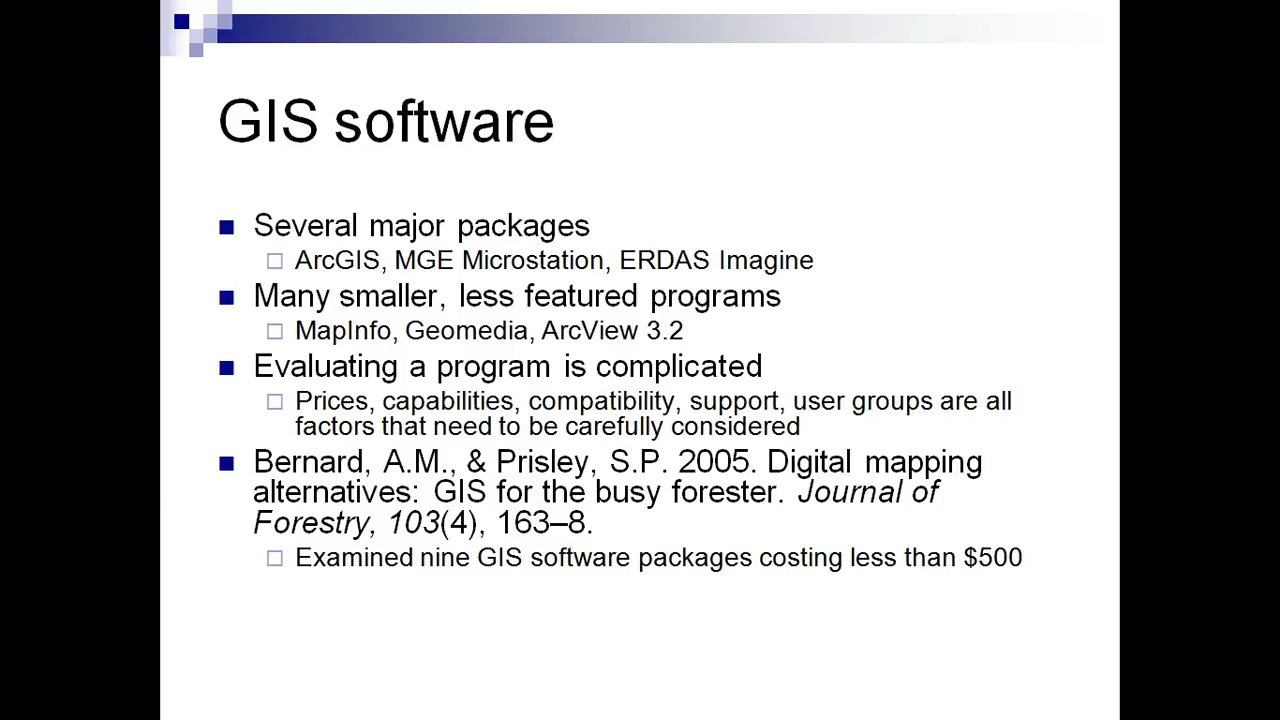 GIS software
Several major packages
ArcGIS, MGE Microstation, ERDAS Imagine
Many smaller, less featured programs
MapInfo, Geomedia, ArcView 3.2
Evaluating a program is complicated
Prices, capabilities, compatibility, support, user groups are all
factors that need to be carefully considered
Bernard, A.M., & Prisley, S.P. 2005. Digital mapping
alternatives: GIS for the busy forester. Journal of
Forestry, 103(4), 163–8.
Examined nine GIS software packages costing less than $500